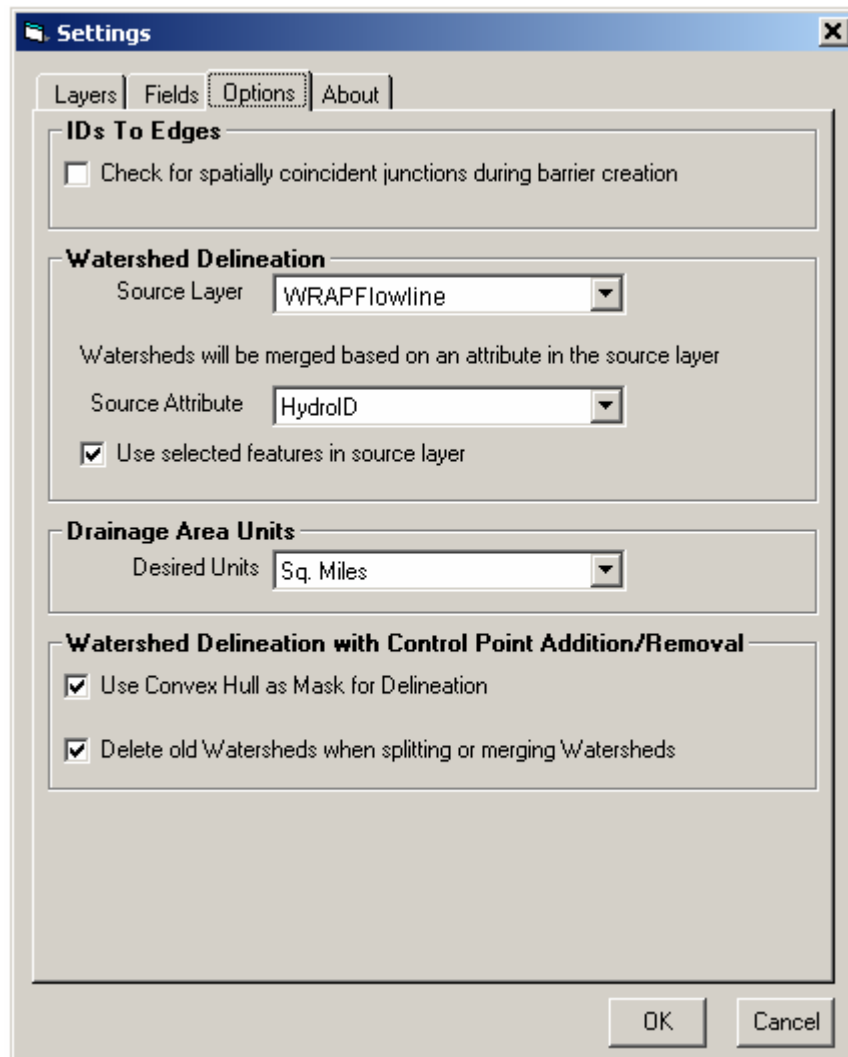 Settings
Layers Fields Options About
IDs To Edges
Check for spatially coincident junctions during barrier creation
Watershed Delineation
Source Layer WRAPFlowline
Watersheds will be merged based on an attribute in the source layer
Source Attribute HydroID
Use selected features in source layer
Drainage Area Units
Desired Units Sq. Miles
Watershed Delineation with Control Point Addition/Removal
Use Convex Hull as Mask for Delineation
Delete old Watersheds when splitting or merging Watersheds
OK Cancel